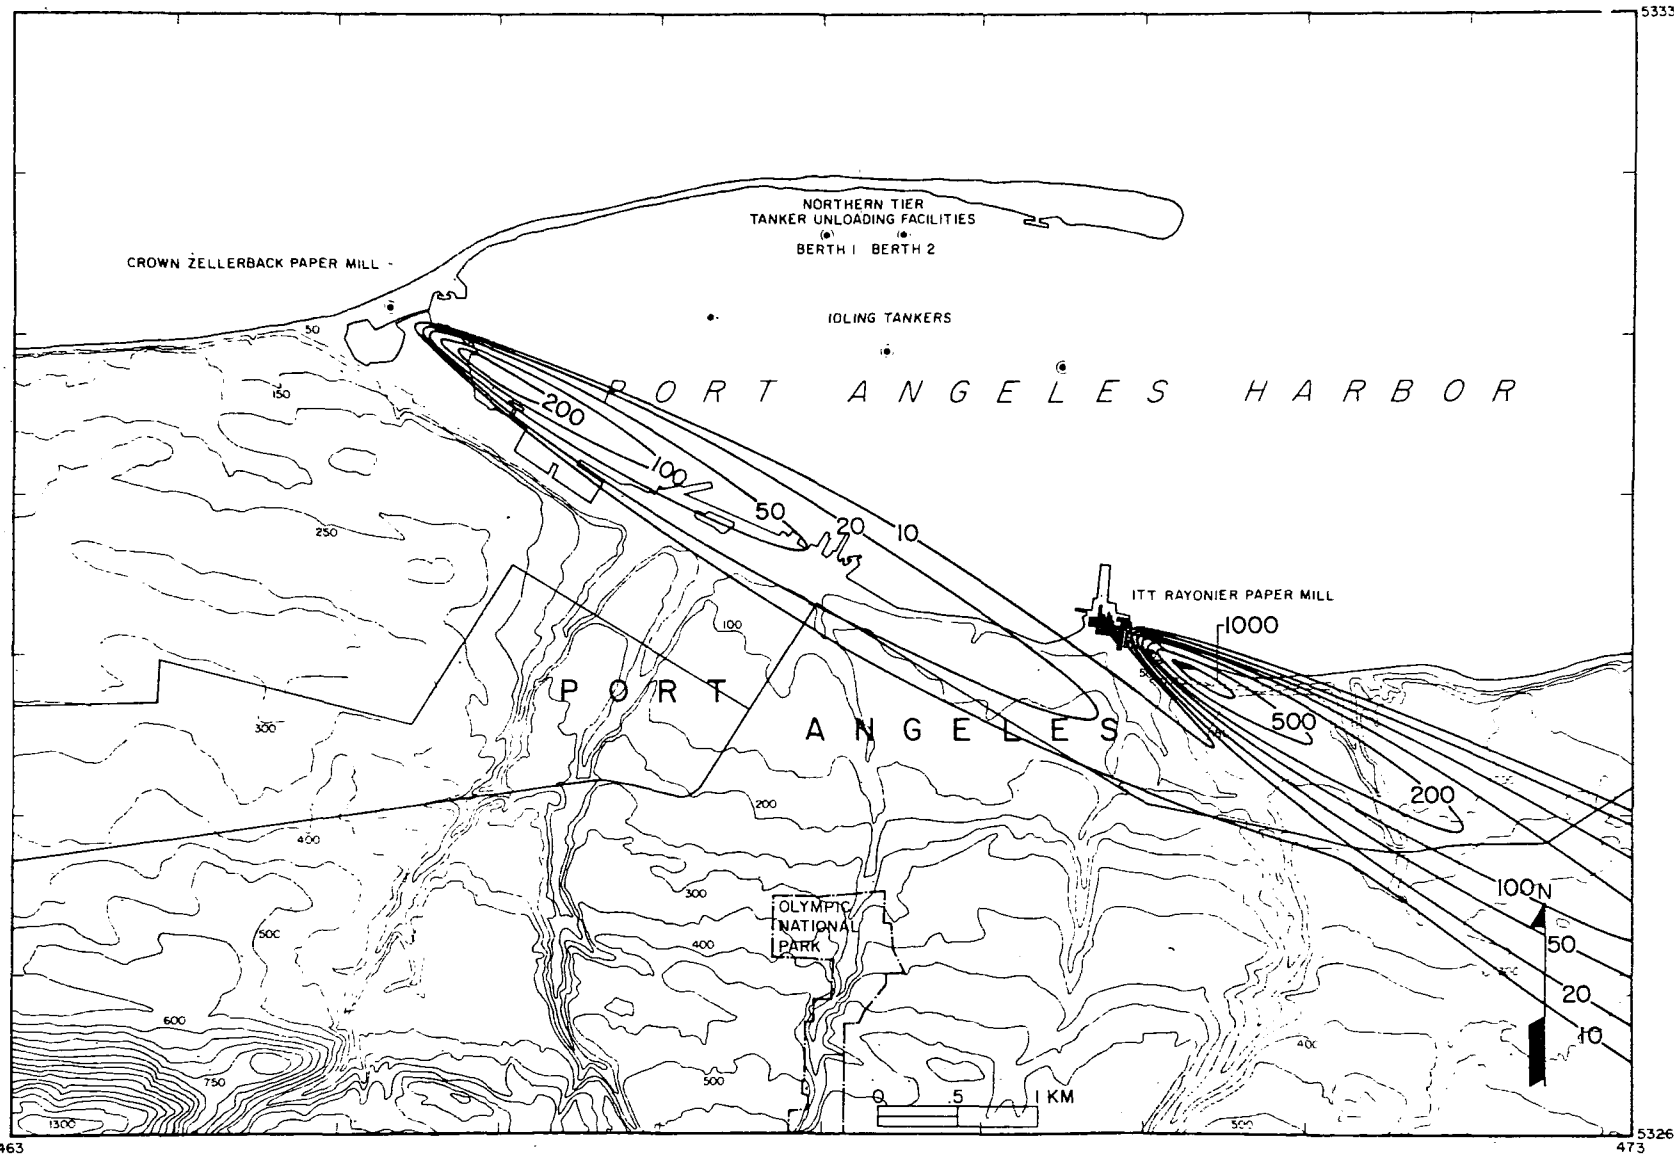 5333
NORTHERN TIER
TANKER UNLOADING FACILITIES
BERTH 1 BERTH 2
CROWN ZELLERBACK PAPER MILL
IDLING TANKERS
50
PORT ANGELES HARBOR
150
200
100
50
20
10
250
ITT RAYONIER PAPER MILL
1000
100
PORT
ANGELES
300
500
200
200
400
300
100
N
OLYMPIC
NATIONAL
PARK
500
400
50
20
600
10
400
750
500
0 .5 1 KM
1300
500
5326
463
473